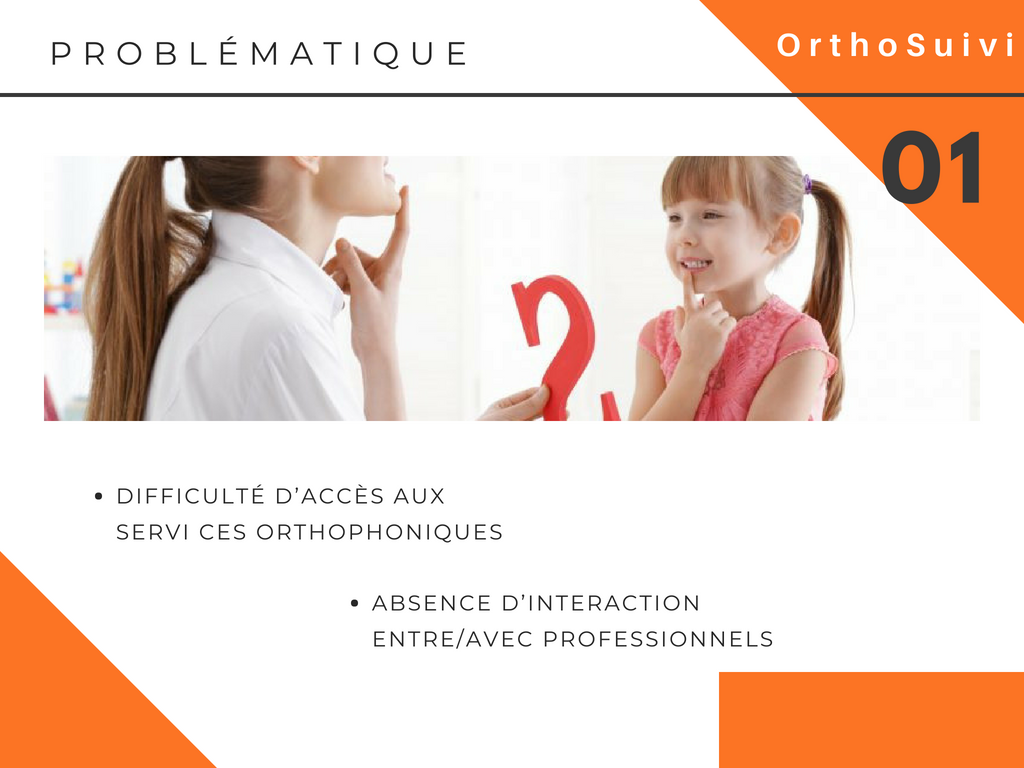 PROBLÉMATIQUE
OrthoSuivi
01
• DIFFICULTÉ D’ACCÈS AUX
SERVI CES ORTHOPHONIQUES
• ABSENCE D’INTERACTION
ENTRE/AVEC PROFESSIONNELS